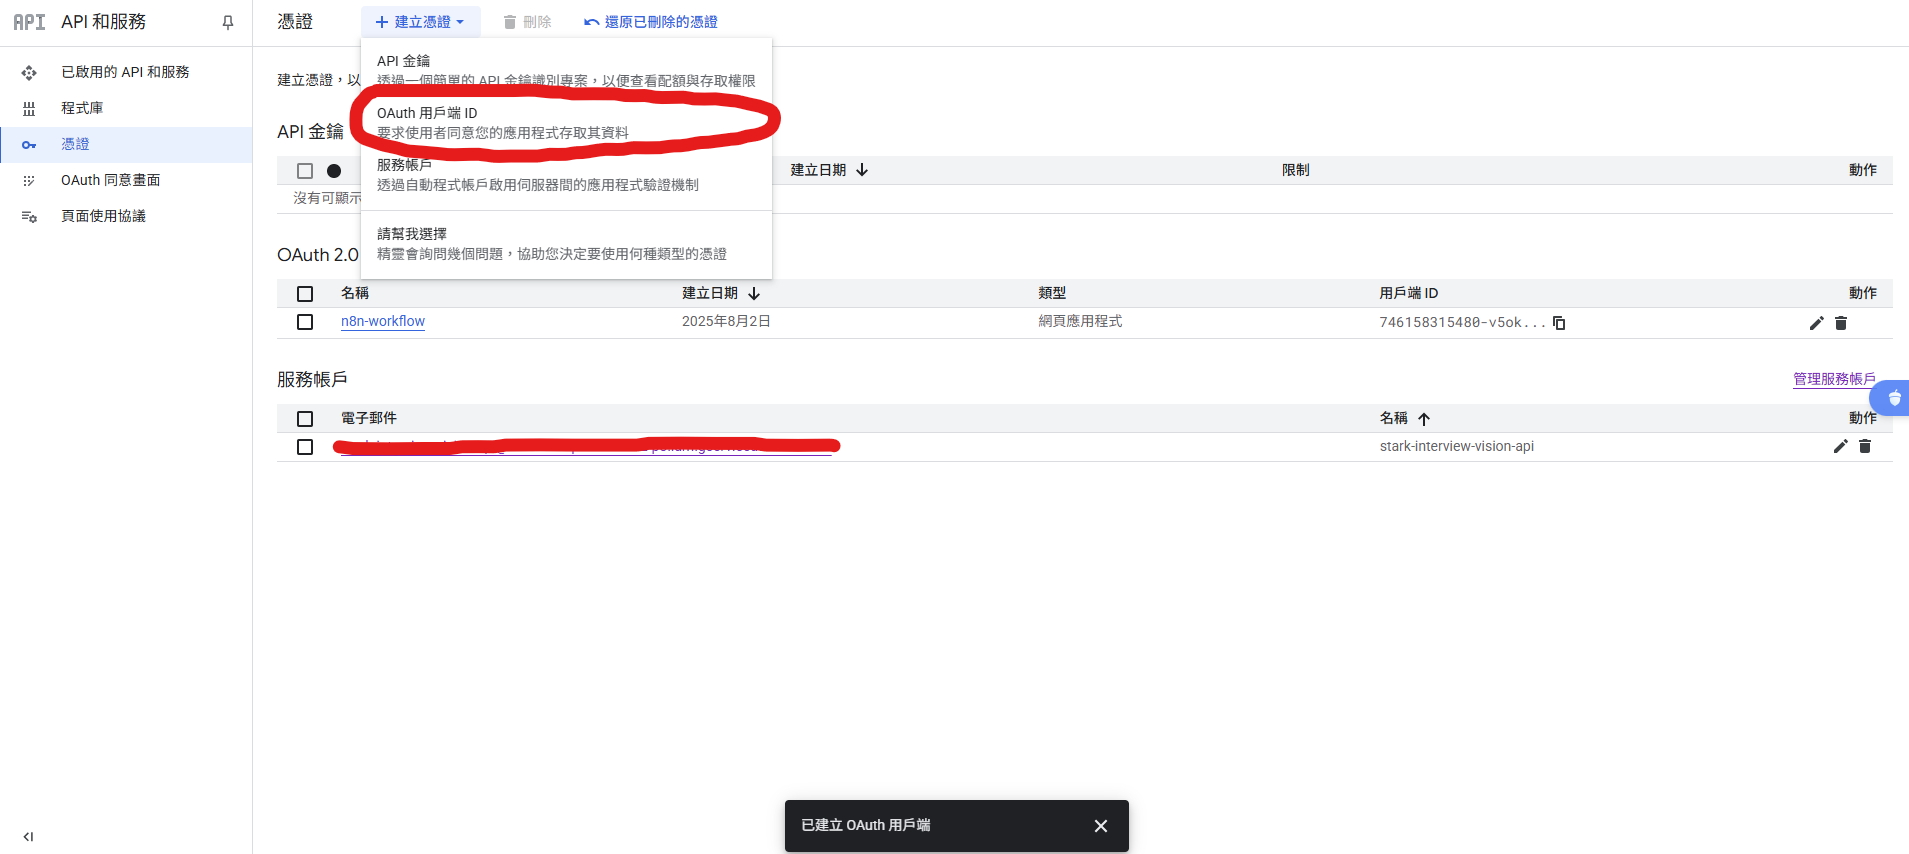 API API 和服務
憑證
建立憑證
刪除
還原已刪除的憑證
已啟用的 API 和服務
程式庫
憑證
OAuth 同意畫面
頁面使用協議
建立憑證，以
API 金鑰
透過一個簡單的 API 金鑰識別專案，以便查看配額與存取權限
OAuth 用戶端 ID
要求使用者同意您的應用程式存取其資料
服務帳戶
透過自動程式帳戶啟用伺服器間的應用程式驗證機制
請幫我選擇
精靈會詢問幾個問題，協助您決定要使用何種類型的憑證
API 金鑰
建立日期 限制 動作
沒有可顯示
OAuth 2.0
名稱 建立日期 類型 用戶端 ID 動作
n8n-workflow 2025年8月2日 網頁應用程式 746158315480-v5ok...
服務帳戶 管理服務帳戶
電子郵件 名稱 動作
stark-interview-vision-api
已建立 OAuth 用戶端